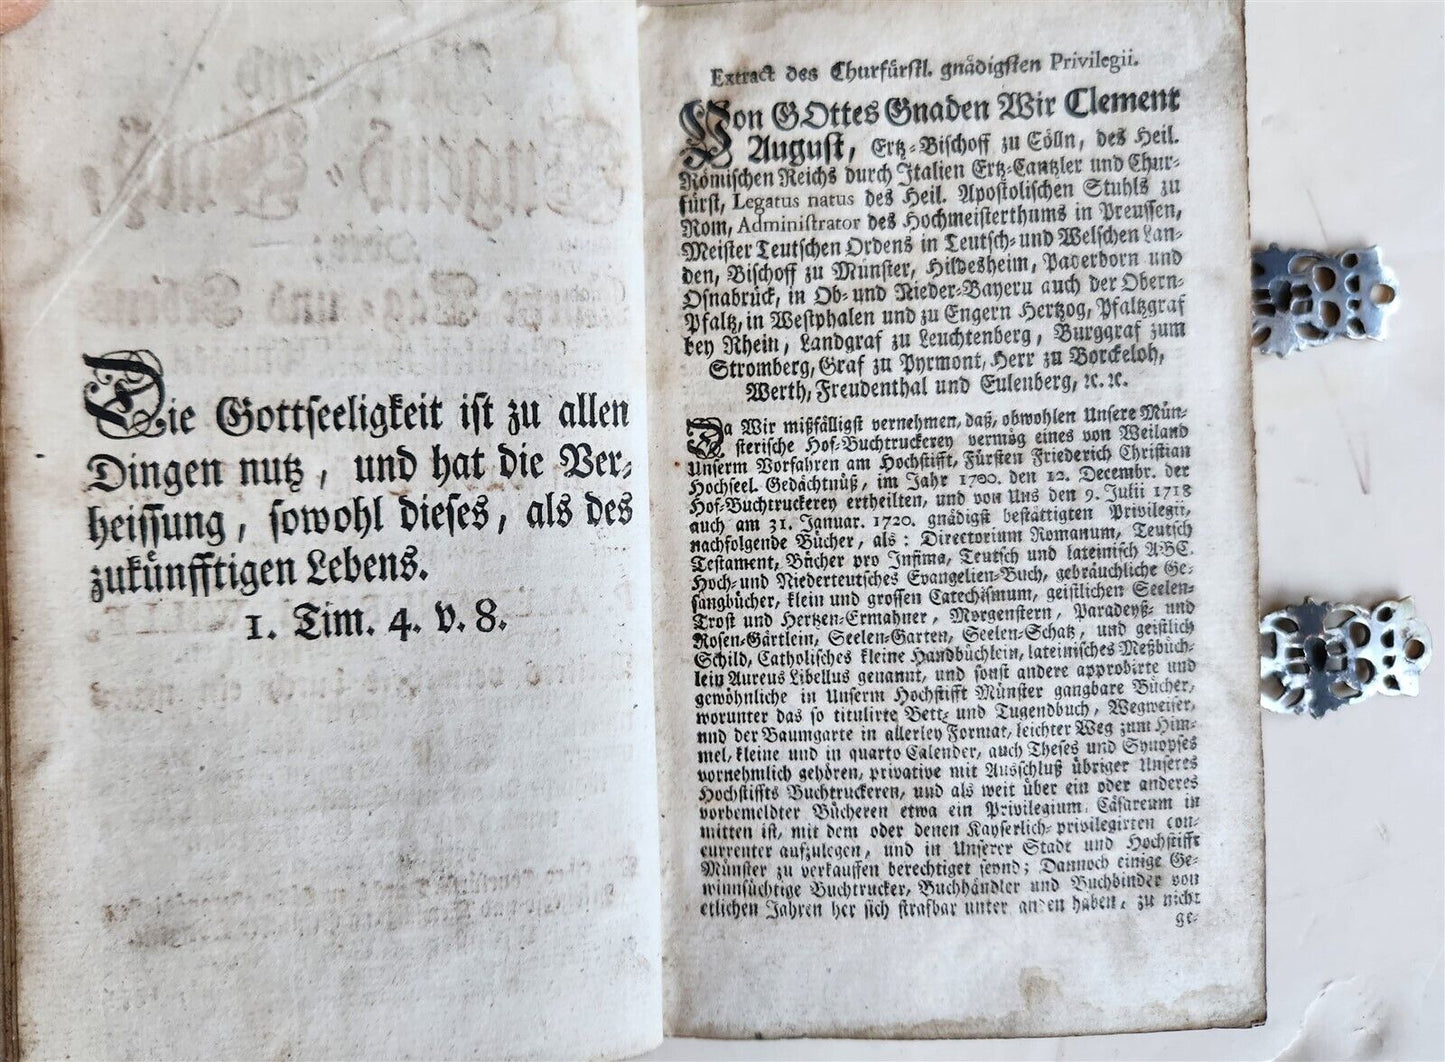 Die Gottseeligkeit ist zu allen
Dingen nutz, und hat die Ver-
heissung, sowohl dieses, als des
zukünfftigen Lebens.
1. Tim. 4. v. 8.
Extract des Churfürstl. gnädigsten Privilegii.
Von GOttes Gnaden Wir Clement
August, Ertz-Bischoff zu Cölln, des Heil.
Römischen Reichs durch Italien Ertz-Cantzler und Chur-
fürst, Legatus natus des Heil. Apostolischen Stuhls zu
Rom, Administrator des Hochmeisterthums in Preussen,
Meister Teutschen Ordens in Teutsch- und Welschen Lan-
den, Bischoff zu Münster, Hildesheim, Paderborn und
Osnabrück, in Ob- und Nieder-Bayeru auch der Obern-
Pfaltz, in Westphalen und zu Engern Hertzog, Pfaltzgraf
bey Rhein, Landgraf zu Leuchtenberg, Burggraf zum
Stromberg, Graf zu Pyrmont, Herr zu Borckeloh,
Werth, Freudenthal und Eulenberg, ꝛc. ꝛc.
Da Wir mißfälligst vernehmen, daß, obwohlen Unsere Mün-
sterische Hof-Buchtruckerey vermög eines von Weiland
Unserm Vorfahren am Hochstifft, Fürsten Friederich Christian
Hochseel. Gedächtnüß, im Jahr 1700. den 12. Decembr. der
Hof-Buchtruckerey ertheilten, und von Uns den 9. Julii 1718
auch am 31. Januar. 1720. gnädigst bestättigten Privilegii,
nachfolgende Bücher, als: Directorium Romanum, Teutsch
Testament, Bücher pro Infima, Teutsch und lateinisch ABC.
Hoch- und Niederteutsches Evangelien-Buch, gebräuchliche Ge-
sangbücher, klein und grossen Catechismum, geistlichen Seelen-
Trost und Hertzen-Ermahner, Morgenstern, Paradeyß- und
Rosen-Gärtlein, Seelen-Garten, Seelen-Schatz, und geistlich
Schild, Catholisches kleine Handbüchlein, lateinisches Meßbüch-
lein Aureus Libellus genannt, und sonst andere approbirte und
gewöhnliche in Unserm Hochstifft Münster gangbare Bücher,
worunter das so titulirte Bett- und Tugendbuch, Wegweiser,
und der Baumgarte in allerley Format, leichter Weg zum Him-
mel, kleine und in quarto Calender, auch Theses und Synopses
vornehmlich gehören, privative mit Ausschluß übriger Unseres
Hochstiffts Buchtruckeren, und als weit über ein oder anderes
vorbemeldter Bücheren etwa ein Privilegium Cäsareum in
mitten ist, mit dem oder denen Kayserlich-privilegirten con-
currenter aufzulegen, und in Unserer Stadt und Hochstifft
Münster zu verkauffen berechtiget seynd; Dannoch einige Ge-
winnsüchtige Buchtrucker, Buchhändler und Buchbinder von
etlichen Jahren her sich strafbar unter anden haben, zu nicht
ge-